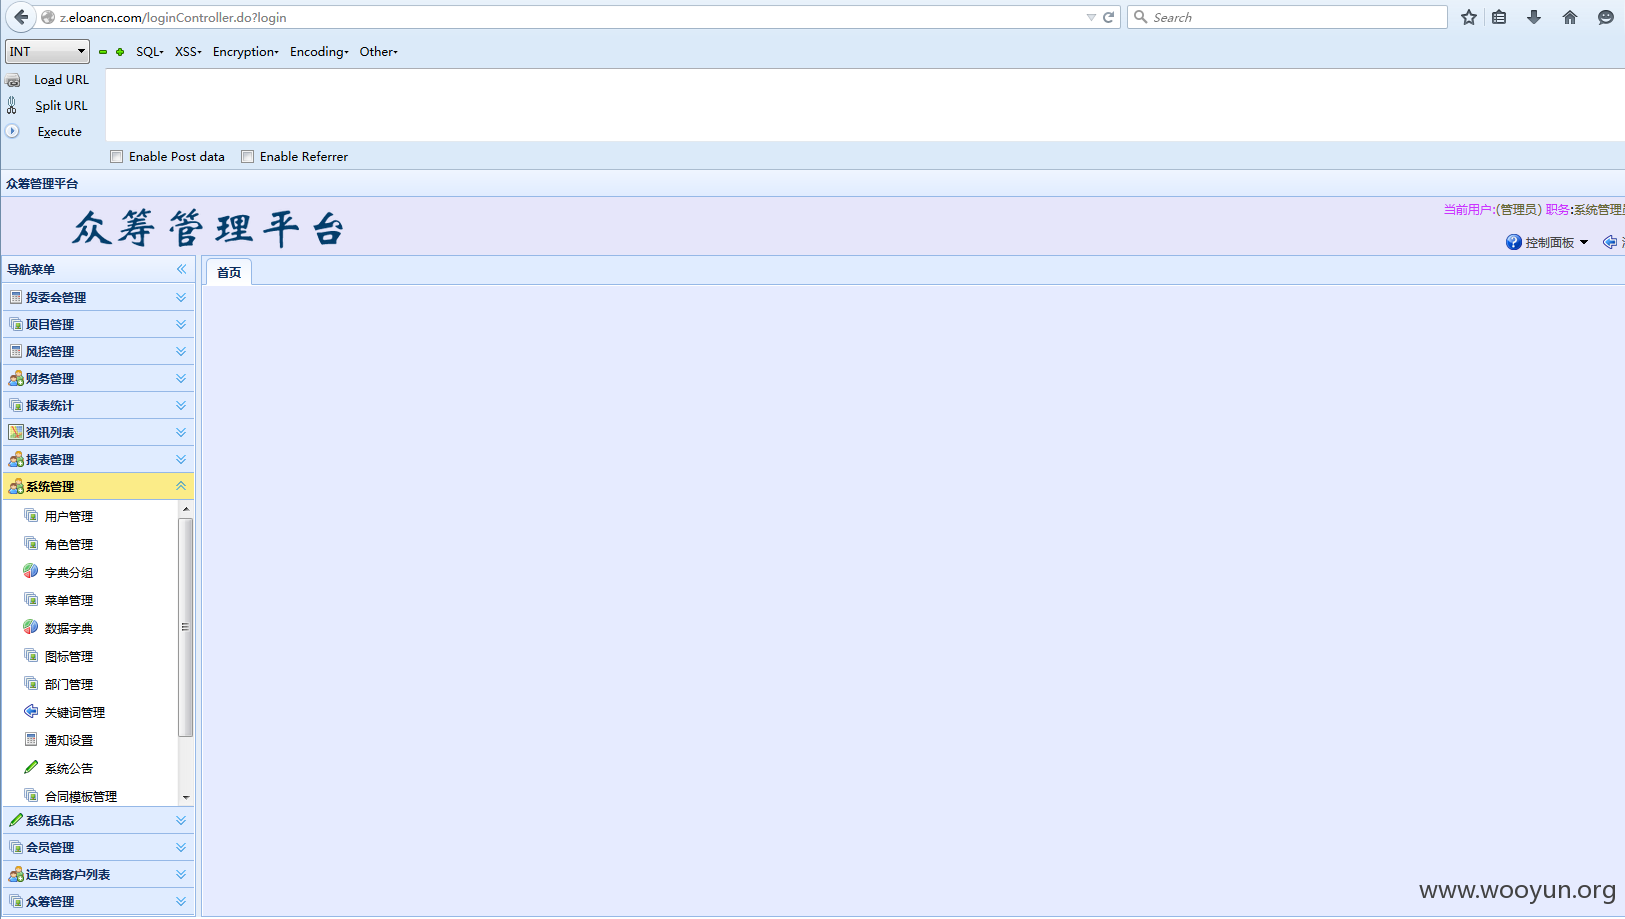 z.eloancn.com/loginController.do?login
Search
INT
SQL
XSS
Encryption
Encoding
Other
Load URL
Split URL
Execute
Enable Post data
Enable Referrer
众筹管理平台
众筹管理平台
当前用户:(管理员) 职务:系统管理
控制面板
导航菜单
首页
投委会管理
项目管理
风控管理
财务管理
报表统计
资讯列表
报表管理
系统管理
用户管理
角色管理
字典分组
菜单管理
数据字典
图标管理
部门管理
关键词管理
通知设置
系统公告
合同模板管理
系统日志
会员管理
运营商客户列表
众筹管理
www.wooyun.org